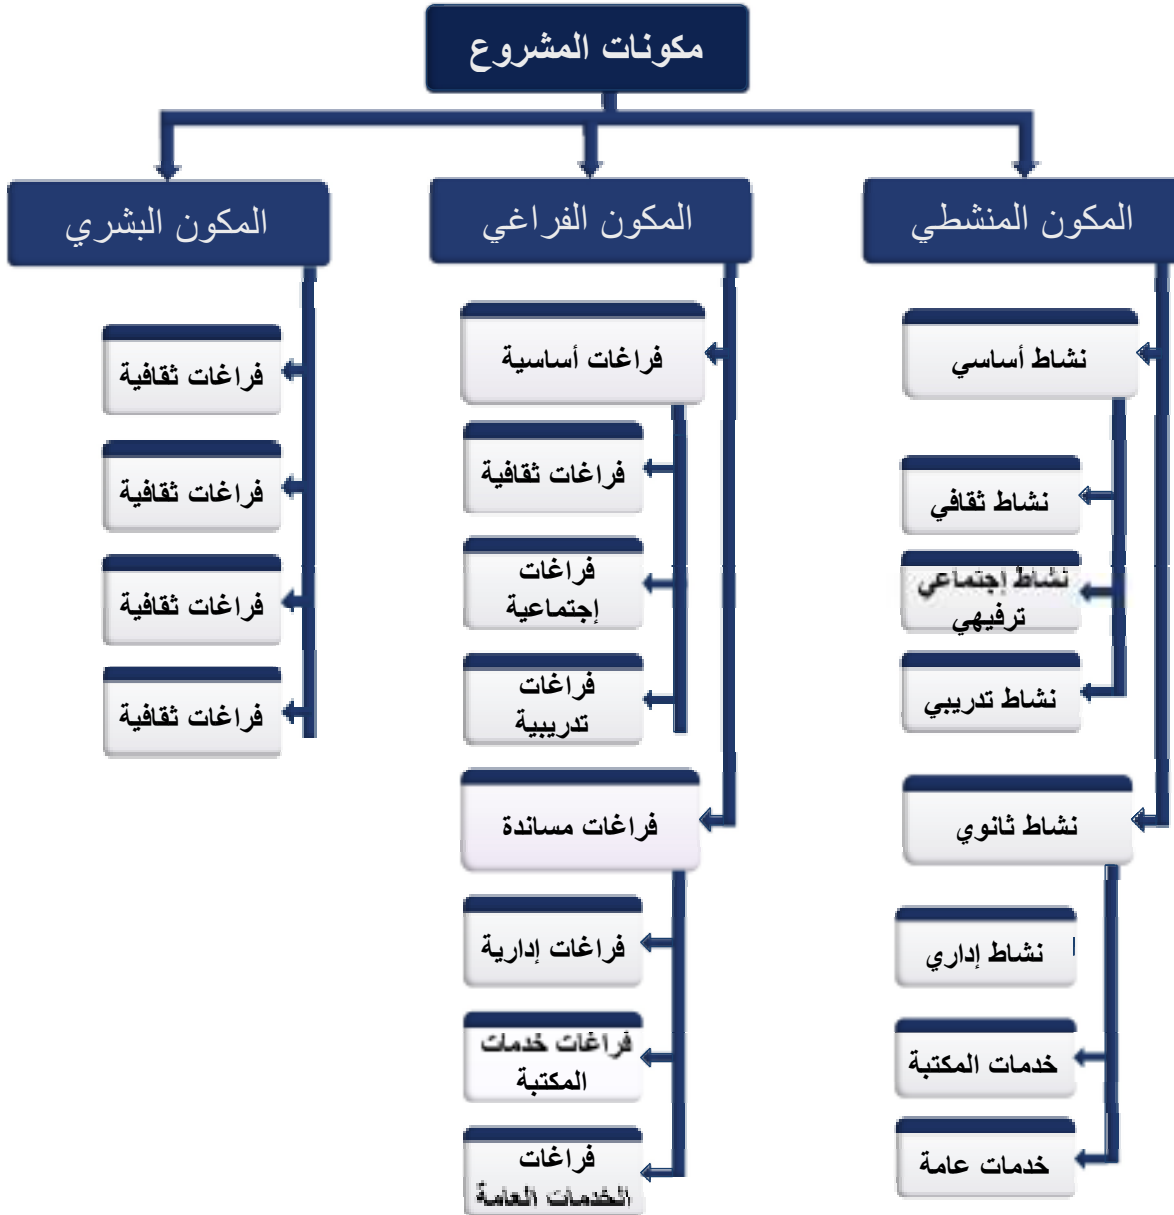 مكونات المشروع
المكون المنشطي
المكون الفراغي
المكون البشري
نشاط أساسي
نشاط ثقافي
نشاط إجتماعي
ترفيهي
نشاط تدريبي
نشاط ثانوي
نشاط إداري
خدمات المكتبة
خدمات عامة
فراغات أساسية
فراغات ثقافية
فراغات
إجتماعية
فراغات
تدريبية
فراغات مساندة
فراغات إدارية
فراغات خدمات
المكتبة
فراغات
الخدمات العامة
فراغات ثقافية
فراغات ثقافية
فراغات ثقافية
فراغات ثقافية